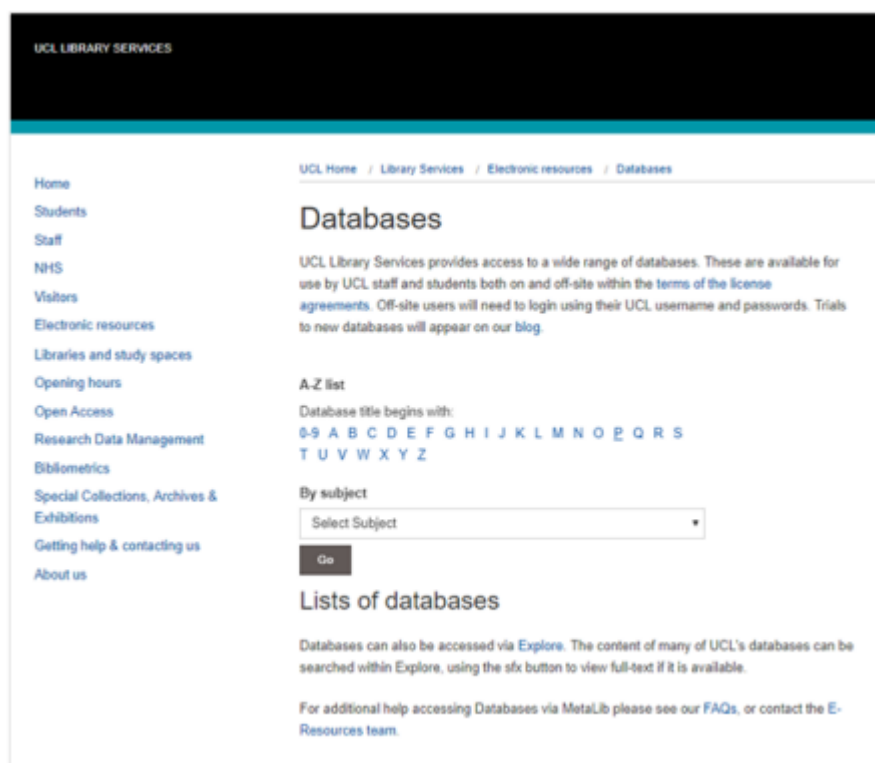 UCL LIBRARY SERVICES
Home
Students
Staff
NHS
Visitors
Electronic resources
Libraries and study spaces
Opening hours
Open Access
Research Data Management
Bibliometrics
Special Collections, Archives &
Exhibitions
Getting help & contacting us
About us
UCL Home / Library Services / Electronic resources / Databases
Databases
UCL Library Services provides access to a wide range of databases. These are available for
use by UCL staff and students both on and off-site within the terms of the license
agreements. Off-site users will need to login using their UCL username and passwords. Trials
to new databases will appear on our blog.
A-Z list
Database title begins with:
0-9 A B C D E F G H I J K L M N O P Q R S
T U V W X Y Z
By subject
Select Subject
Go
Lists of databases
Databases can also be accessed via Explore. The content of many of UCL's databases can be
searched within Explore, using the sfx button to view full-text if it is available.
For additional help accessing Databases via MetaLib please see our FAQs, or contact the E-
Resources team.